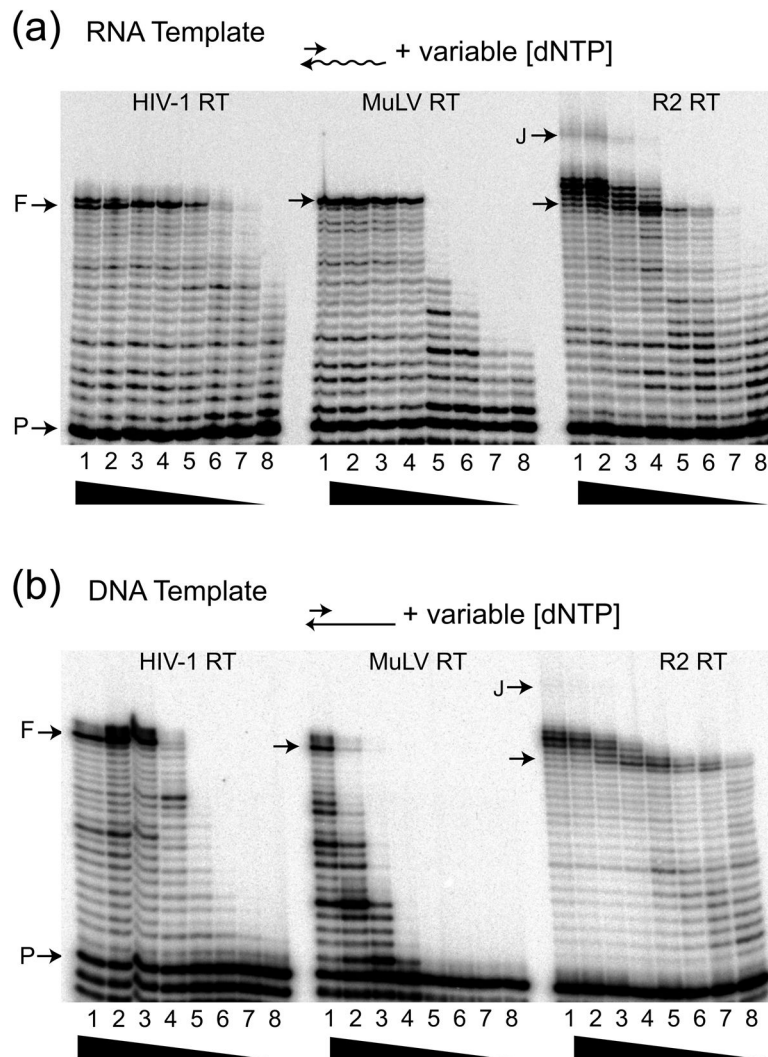 (a) RNA Template
+ variable [dNTP]
HIV-1 RT MuLV RT R2 RT
J
F
P
1 2 3 4 5 6 7 8 1 2 3 4 5 6 7 8 1 2 3 4 5 6 7 8
(b) DNA Template
+ variable [dNTP]
HIV-1 RT MuLV RT R2 RT
J
F
P
1 2 3 4 5 6 7 8 1 2 3 4 5 6 7 8 1 2 3 4 5 6 7 8